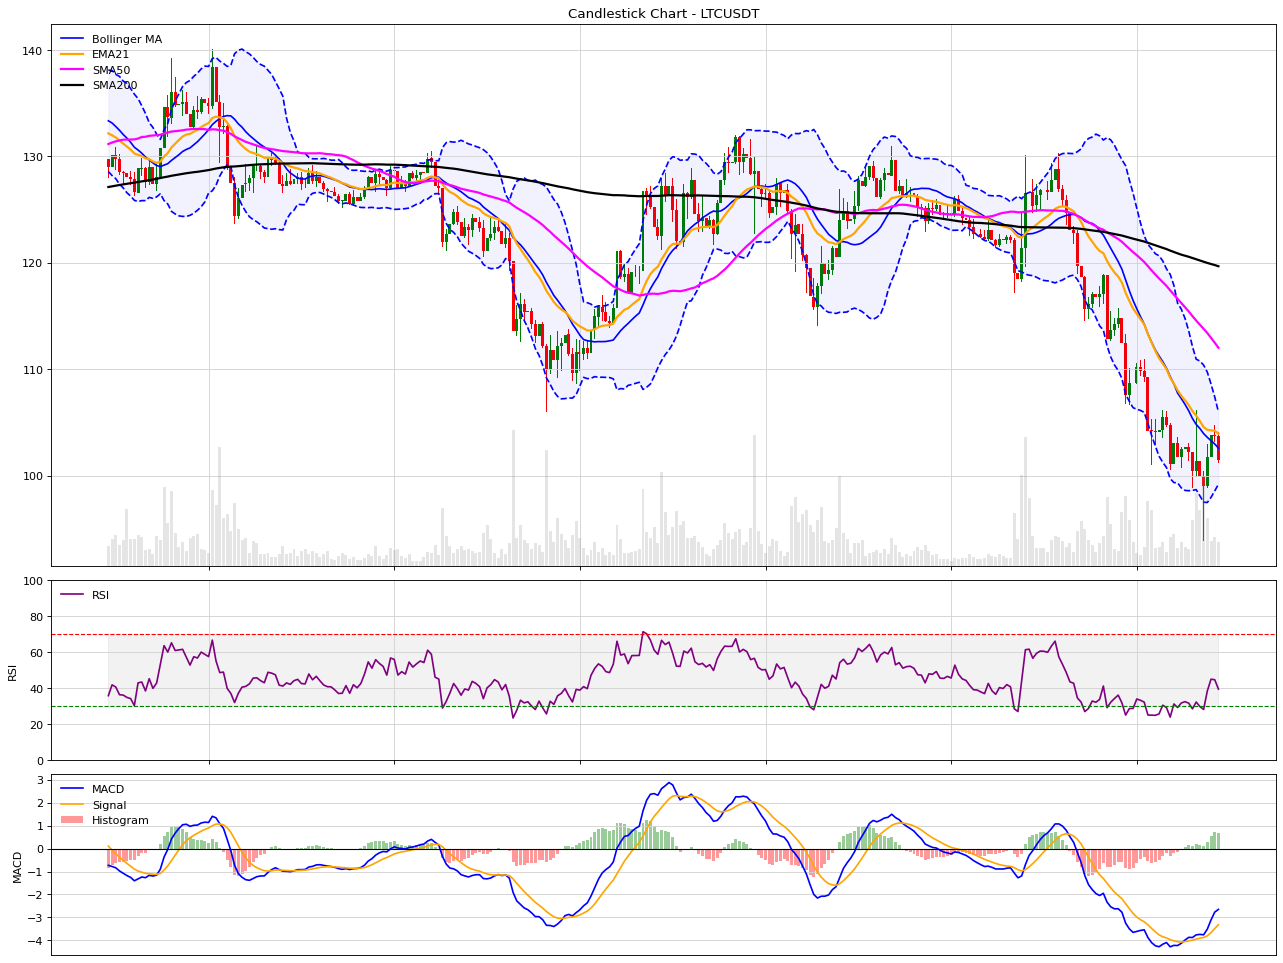 Candlestick Chart - LTCUSDT
Bollinger MA
EMA21
SMA50
SMA200
140
130
120
110
100
RSI
100
80
60
40
20
0
RSI
MACD
Signal
Histogram
3
2
1
0
−1
−2
−3
−4
MACD